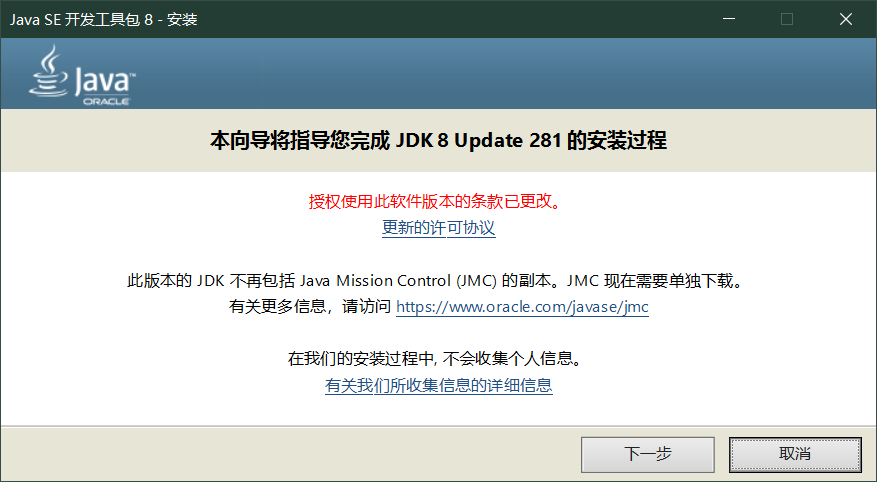 Java SE 开发工具包 8 - 安装
Java™
ORACLE
本向导将指导您完成 JDK 8 Update 281 的安装过程
授权使用此软件版本的条款已更改。
更新的许可协议
此版本的 JDK 不再包括 Java Mission Control (JMC) 的副本。JMC 现在需要单独下载。
有关更多信息，请访问 https://www.oracle.com/javase/jmc
在我们的安装过程中, 不会收集个人信息。
有关我们所收集信息的详细信息
下一步
取消